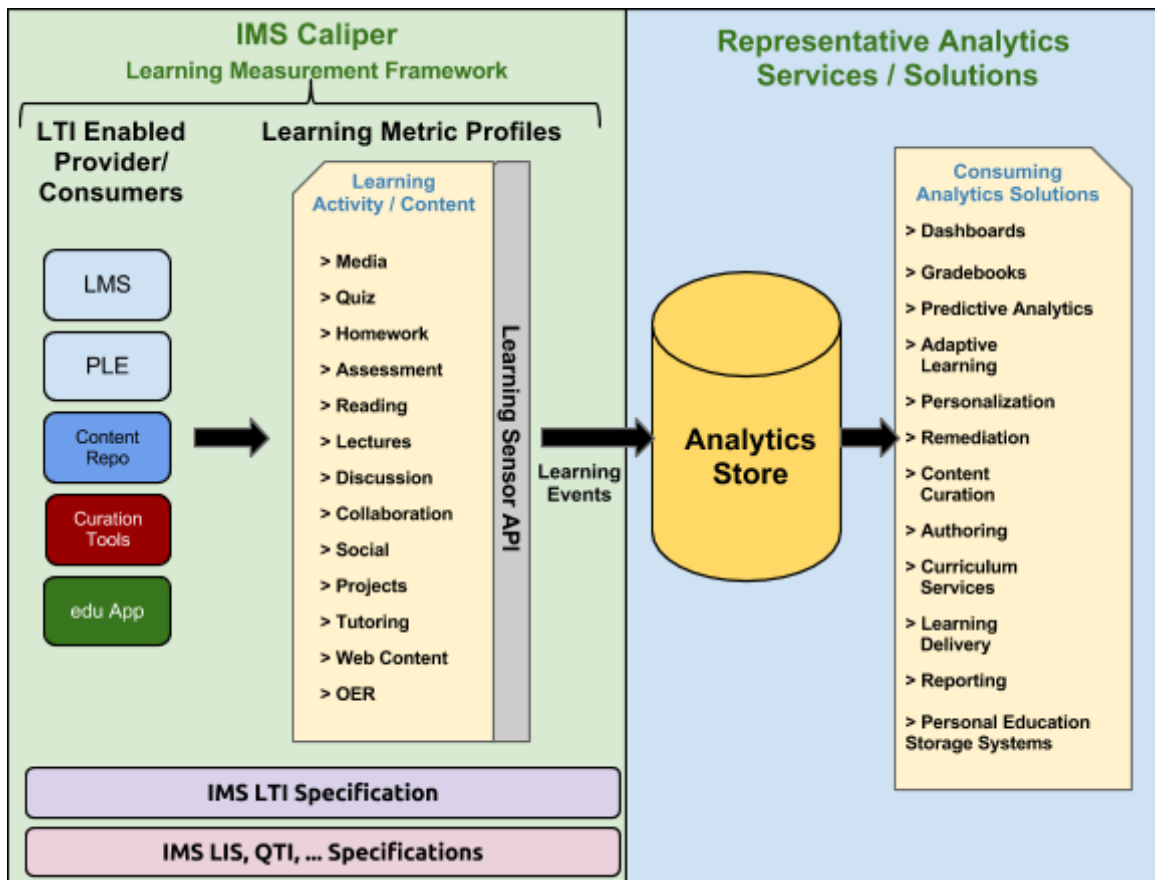 IMS Caliper
Learning Measurement Framework
LTI Enabled
Provider/
Consumers
LMS
PLE
Content
Repo
Curation
Tools
edu App
Learning Metric Profiles
Learning
Activity / Content
> Media
> Quiz
> Homework
> Assessment
> Reading
> Lectures
> Discussion
> Collaboration
> Social
> Projects
> Tutoring
> Web Content
> OER
Learning Sensor API
Learning
Events
IMS LTI Specification
IMS LIS, QTI, ... Specifications
Representative Analytics
Services / Solutions
Analytics
Store
Consuming
Analytics Solutions
> Dashboards
> Gradebooks
> Predictive Analytics
> Adaptive
Learning
> Personalization
> Remediation
> Content
Curation
> Authoring
> Curriculum
Services
> Learning
Delivery
> Reporting
> Personal Education
Storage Systems